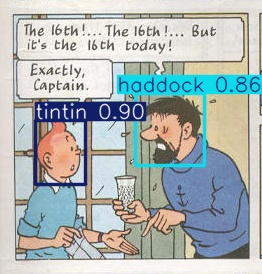 The 16th!... The 16th!... But
it's the 16th today!
Exactly,
Captain.
haddock 0.86
tintin 0.90